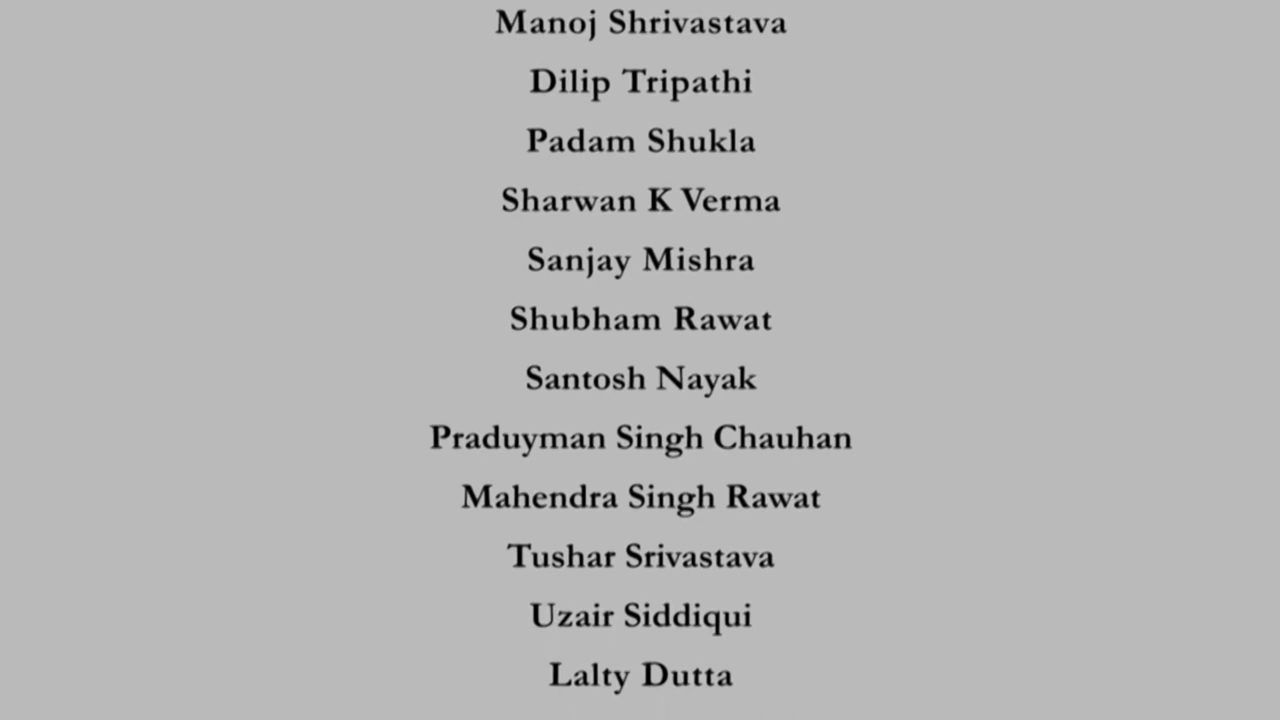 Manoj Shrivastava
Dilip Tripathi
Padam Shukla
Sharwan K Verma
Sanjay Mishra
Shubham Rawat
Santosh Nayak
Praduyman Singh Chauhan
Mahendra Singh Rawat
Tushar Srivastava
Uzair Siddiqui
Lalty Dutta